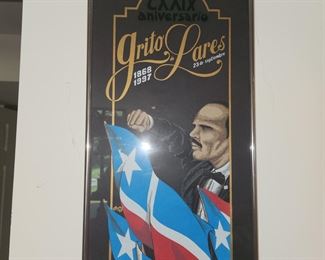 CXXIX
aniversario
grito de Lares
23 de septiembre
1868
1997